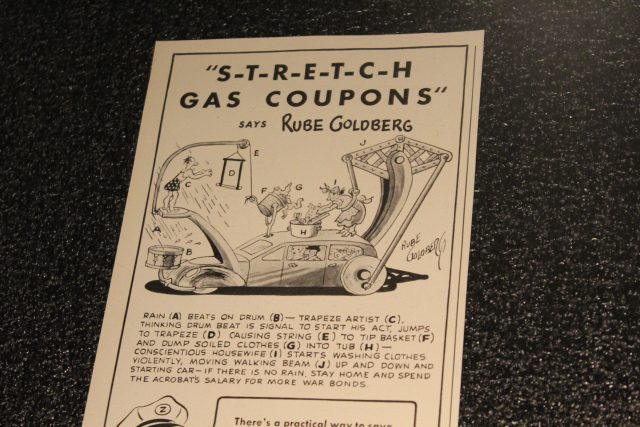 "S-T-R-E-T-C-H
GAS COUPONS"
SAYS RUBE GOLDBERG
E
J
D
C
F
G
H
A
B
RUBE
GOLDBERG
RAIN (A) BEATS ON DRUM (B) — TRAPEZE ARTIST (C),
THINKING DRUM BEAT IS SIGNAL TO START HIS ACT, JUMPS
TO TRAPEZE (D) CAUSING STRING (E) TO TIP BASKET (F)
AND DUMP SOILED CLOTHES (G) INTO TUB (H) —
CONSCIENTIOUS HOUSEWIFE (I) STARTS WASHING CLOTHES
VIOLENTLY, MOVING WALKING BEAM (J) UP AND DOWN AND
STARTING CAR — IF THERE IS NO RAIN, STAY HOME AND SPEND
THE ACROBAT'S SALARY FOR MORE WAR BONDS.
Z
There's a practical way to save